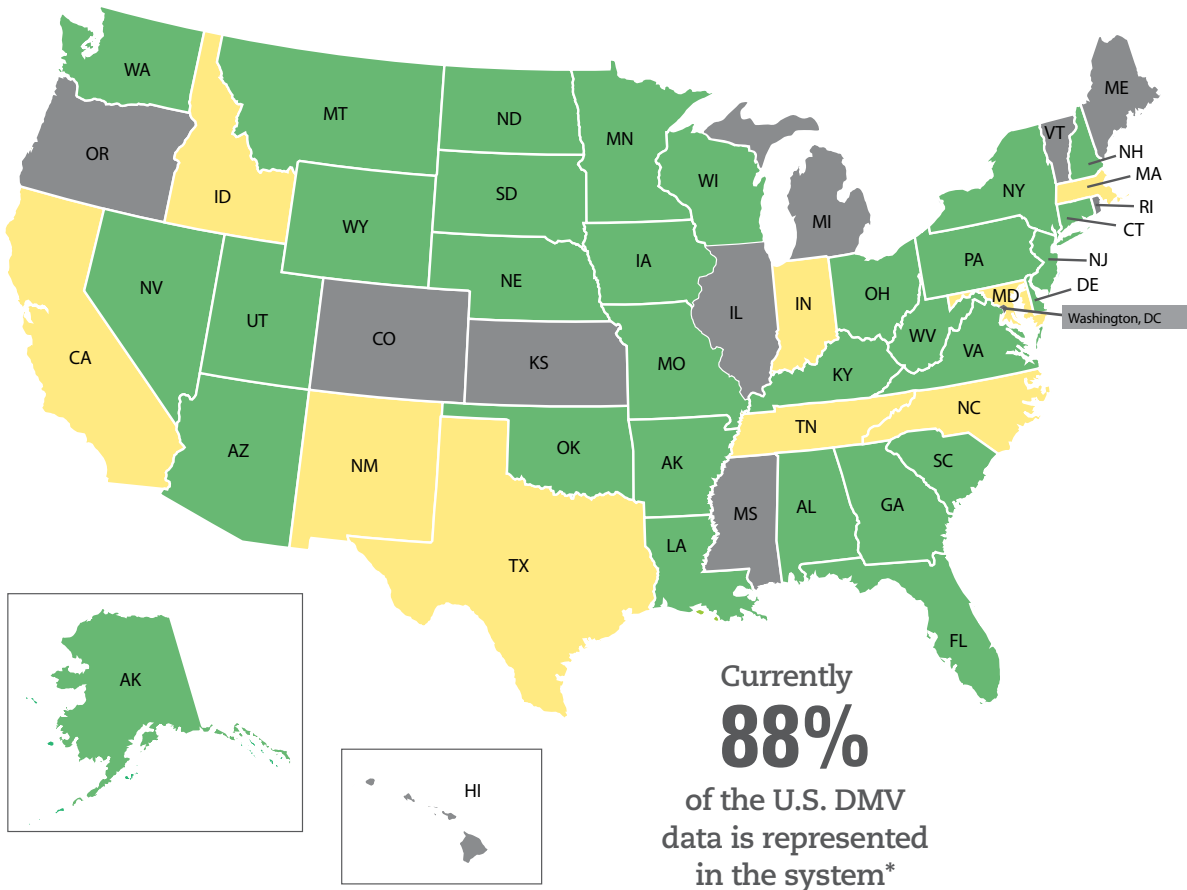 WA
MT
ND
MN
ME
VT
NH
MA
RI
CT
OR
ID
SD
WI
MI
NY
WY
NV
UT
NE
IA
PA
NJ
DE
OH
IN
MD
Washington, DC
CA
CO
KS
IL
WV
VA
MO
KY
NC
TN
AZ
NM
OK
AK
SC
MS
AL
GA
TX
LA
FL
AK
HI
Currently
88%
of the U.S. DMV
data is represented
in the system*